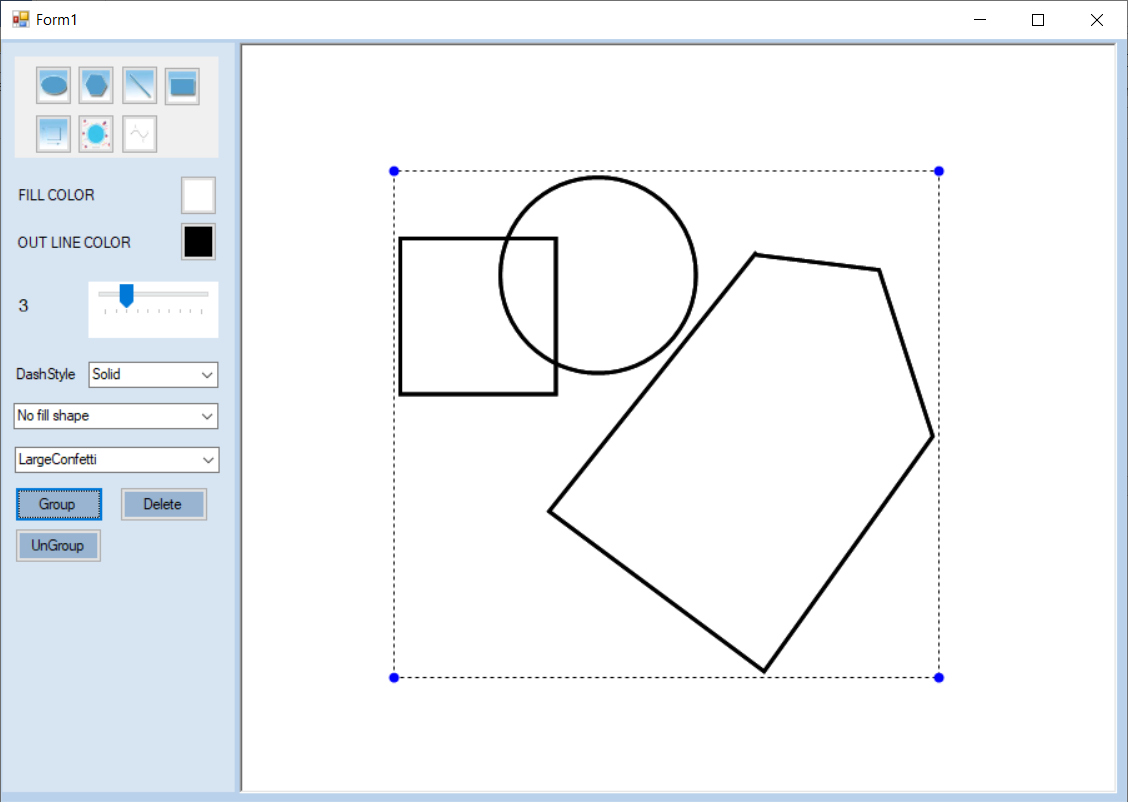 Form1
FILL COLOR
OUT LINE COLOR
3
DashStyle Solid
No fill shape
LargeConfetti
Group Delete
UnGroup